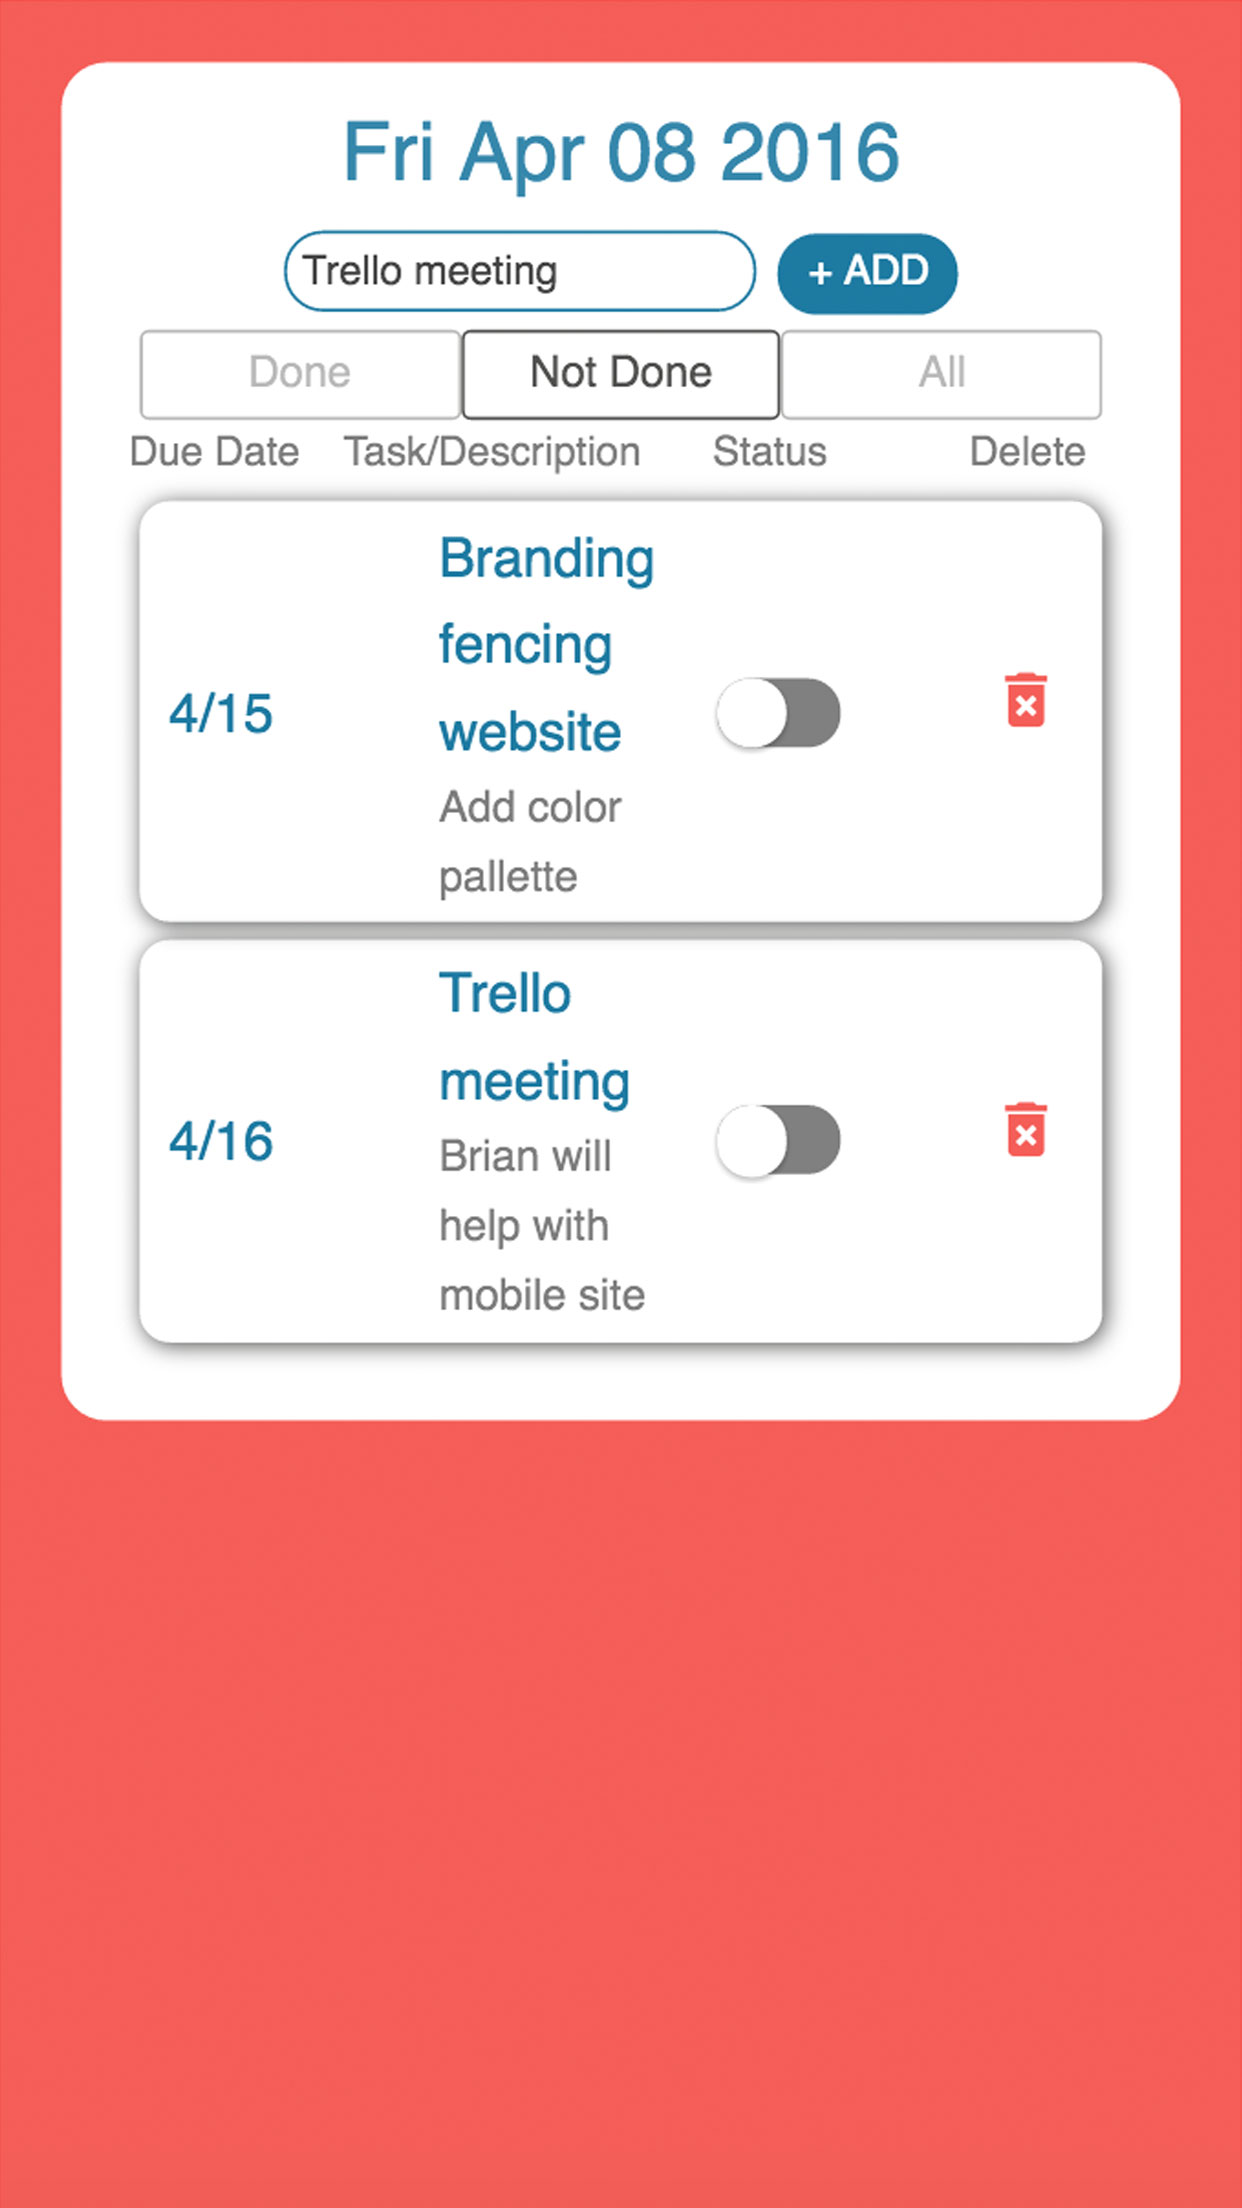 Fri Apr 08 2016
Trello meeting + ADD
Done Not Done All
Due Date Task/Description Status Delete
Branding
fencing
website
4/15
Add color
pallette
Trello
meeting
4/16
Brian will
help with
mobile site